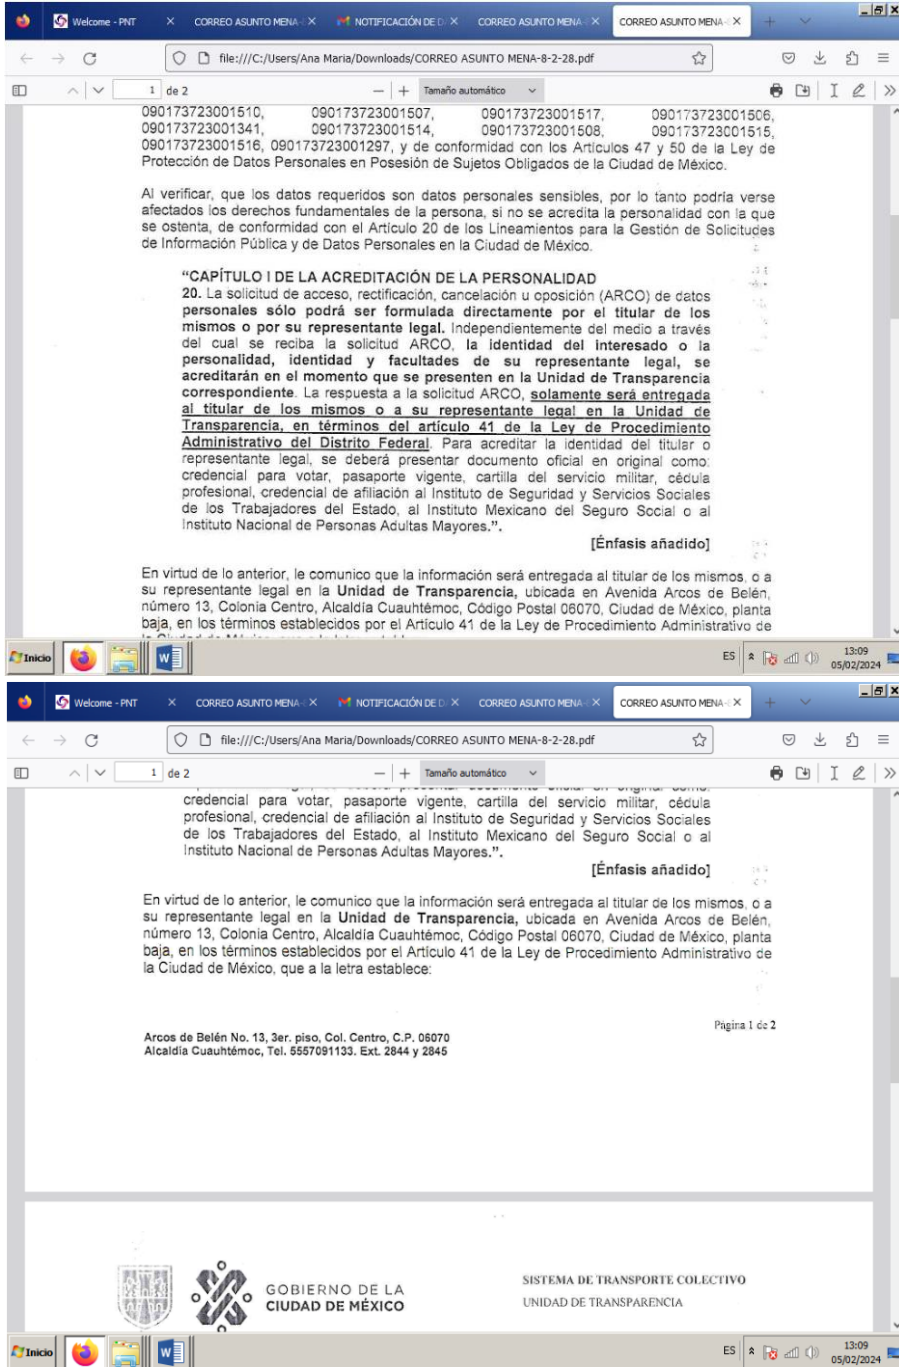 Welcome - PNT
CORREO ASUNTO MENA-
NOTIFICACIÓN DE D
CORREO ASUNTO MENA-
CORREO ASUNTO MENA-
file:///C:/Users/Ana Maria/Downloads/CORREO ASUNTO MENA-8-2-28.pdf
1 de 2
Tamaño automático
090173723001510, 090173723001507, 090173723001517, 090173723001506,
090173723001341, 090173723001514, 090173723001508, 090173723001515,
090173723001516, 090173723001297, y de conformidad con los Artículos 47 y 50 de la Ley de
Protección de Datos Personales en Posesión de Sujetos Obligados de la Ciudad de México.
Al verificar, que los datos requeridos son datos personales sensibles, por lo tanto podría verse
afectados los derechos fundamentales de la persona, si no se acredita la personalidad con la que
se ostenta, de conformidad con el Artículo 20 de los Lineamientos para la Gestión de Solicitudes
de Información Pública y de Datos Personales en la Ciudad de México.
“CAPÍTULO I DE LA ACREDITACIÓN DE LA PERSONALIDAD
20. La solicitud de acceso, rectificación, cancelación u oposición (ARCO) de datos
personales sólo podrá ser formulada directamente por el titular de los
mismos o por su representante legal. Independientemente del medio a través
del cual se reciba la solicitud ARCO, la identidad del interesado o la
personalidad, identidad y facultades de su representante legal, se
acreditarán en el momento que se presenten en la Unidad de Transparencia
correspondiente. La respuesta a la solicitud ARCO, solamente será entregada
al titular de los mismos o a su representante legal en la Unidad de
Transparencia, en términos del artículo 41 de la Ley de Procedimiento
Administrativo del Distrito Federal. Para acreditar la identidad del titular o
representante legal, se deberá presentar documento oficial en original como:
credencial para votar, pasaporte vigente, cartilla del servicio militar, cédula
profesional, credencial de afiliación al Instituto de Seguridad y Servicios Sociales
de los Trabajadores del Estado, al Instituto Mexicano del Seguro Social o al
Instituto Nacional de Personas Adultas Mayores.”.
[Énfasis añadido]
En virtud de lo anterior, le comunico que la información será entregada al titular de los mismos, o a
su representante legal en la Unidad de Transparencia, ubicada en Avenida Arcos de Belén,
número 13, Colonia Centro, Alcaldía Cuauhtémoc, Código Postal 06070, Ciudad de México, planta
baja, en los términos establecidos por el Artículo 41 de la Ley de Procedimiento Administrativo de
Inicio
ES
13:09
05/02/2024
Welcome - PNT
CORREO ASUNTO MENA-
NOTIFICACIÓN DE D
CORREO ASUNTO MENA-
CORREO ASUNTO MENA-
file:///C:/Users/Ana Maria/Downloads/CORREO ASUNTO MENA-8-2-28.pdf
1 de 2
Tamaño automático
credencial para votar, pasaporte vigente, cartilla del servicio militar, cédula
profesional, credencial de afiliación al Instituto de Seguridad y Servicios Sociales
de los Trabajadores del Estado, al Instituto Mexicano del Seguro Social o al
Instituto Nacional de Personas Adultas Mayores.”.
[Énfasis añadido]
En virtud de lo anterior, le comunico que la información será entregada al titular de los mismos, o a
su representante legal en la Unidad de Transparencia, ubicada en Avenida Arcos de Belén,
número 13, Colonia Centro, Alcaldía Cuauhtémoc, Código Postal 06070, Ciudad de México, planta
baja, en los términos establecidos por el Artículo 41 de la Ley de Procedimiento Administrativo de
la Ciudad de México, que a la letra establece:
Página 1 de 2
Arcos de Belén No. 13, 3er. piso, Col. Centro, C.P. 06070
Alcaldía Cuauhtémoc, Tel. 5557091133. Ext. 2844 y 2845
GOBIERNO DE LA
CIUDAD DE MÉXICO
SISTEMA DE TRANSPORTE COLECTIVO
UNIDAD DE TRANSPARENCIA
Inicio
ES
13:09
05/02/2024